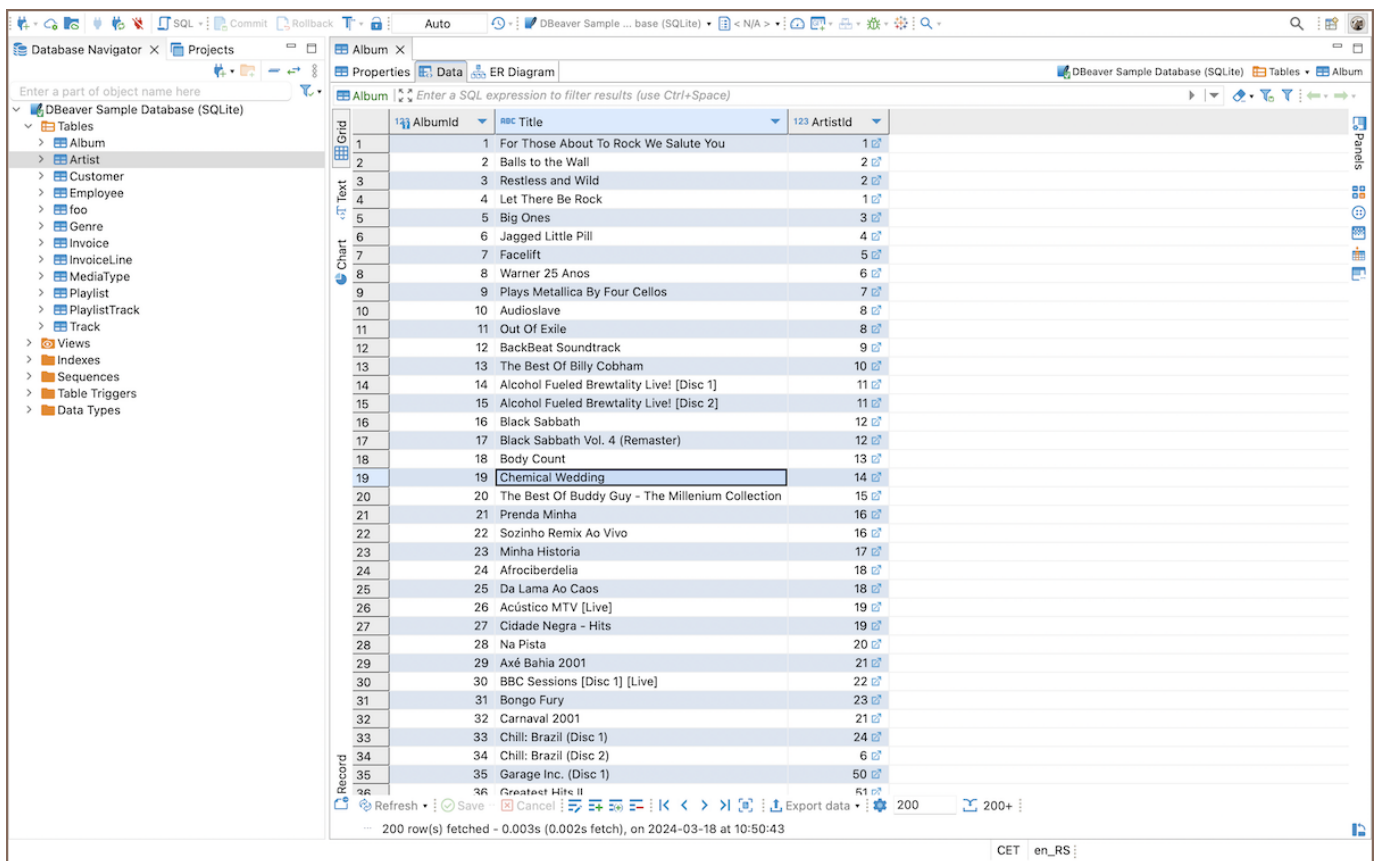 SQL Commit Rollback Auto DBeaver Sample ... base (SQLite) < N/A >
Database Navigator Projects
Enter a part of object name here
DBeaver Sample Database (SQLite)
Tables
Album
Artist
Customer
Employee
foo
Genre
Invoice
InvoiceLine
MediaType
Playlist
PlaylistTrack
Track
Views
Indexes
Sequences
Table Triggers
Data Types
Album
Properties Data ER Diagram DBeaver Sample Database (SQLite) Tables Album
Album Enter a SQL expression to filter results (use Ctrl+Space)
Grid
Text
Chart
Record
123 AlbumId ABC Title 123 ArtistId
1 1 For Those About To Rock We Salute You 1
2 2 Balls to the Wall 2
3 3 Restless and Wild 2
4 4 Let There Be Rock 1
5 5 Big Ones 3
6 6 Jagged Little Pill 4
7 7 Facelift 5
8 8 Warner 25 Anos 6
9 9 Plays Metallica By Four Cellos 7
10 10 Audioslave 8
11 11 Out Of Exile 8
12 12 BackBeat Soundtrack 9
13 13 The Best Of Billy Cobham 10
14 14 Alcohol Fueled Brewtality Live! [Disc 1] 11
15 15 Alcohol Fueled Brewtality Live! [Disc 2] 11
16 16 Black Sabbath 12
17 17 Black Sabbath Vol. 4 (Remaster) 12
18 18 Body Count 13
19 19 Chemical Wedding 14
20 20 The Best Of Buddy Guy - The Millenium Collection 15
21 21 Prenda Minha 16
22 22 Sozinho Remix Ao Vivo 16
23 23 Minha Historia 17
24 24 Afrociberdelia 18
25 25 Da Lama Ao Caos 18
26 26 Acústico MTV [Live] 19
27 27 Cidade Negra - Hits 19
28 28 Na Pista 20
29 29 Axé Bahia 2001 21
30 30 BBC Sessions [Disc 1] [Live] 22
31 31 Bongo Fury 23
32 32 Carnaval 2001 21
33 33 Chill: Brazil (Disc 1) 24
34 34 Chill: Brazil (Disc 2) 6
35 35 Garage Inc. (Disc 1) 50
36 36 Greatest Hits II 51
Panels
Refresh Save Cancel Export data 200 200+
200 row(s) fetched - 0.003s (0.002s fetch), on 2024-03-18 at 10:50:43
CET en_RS